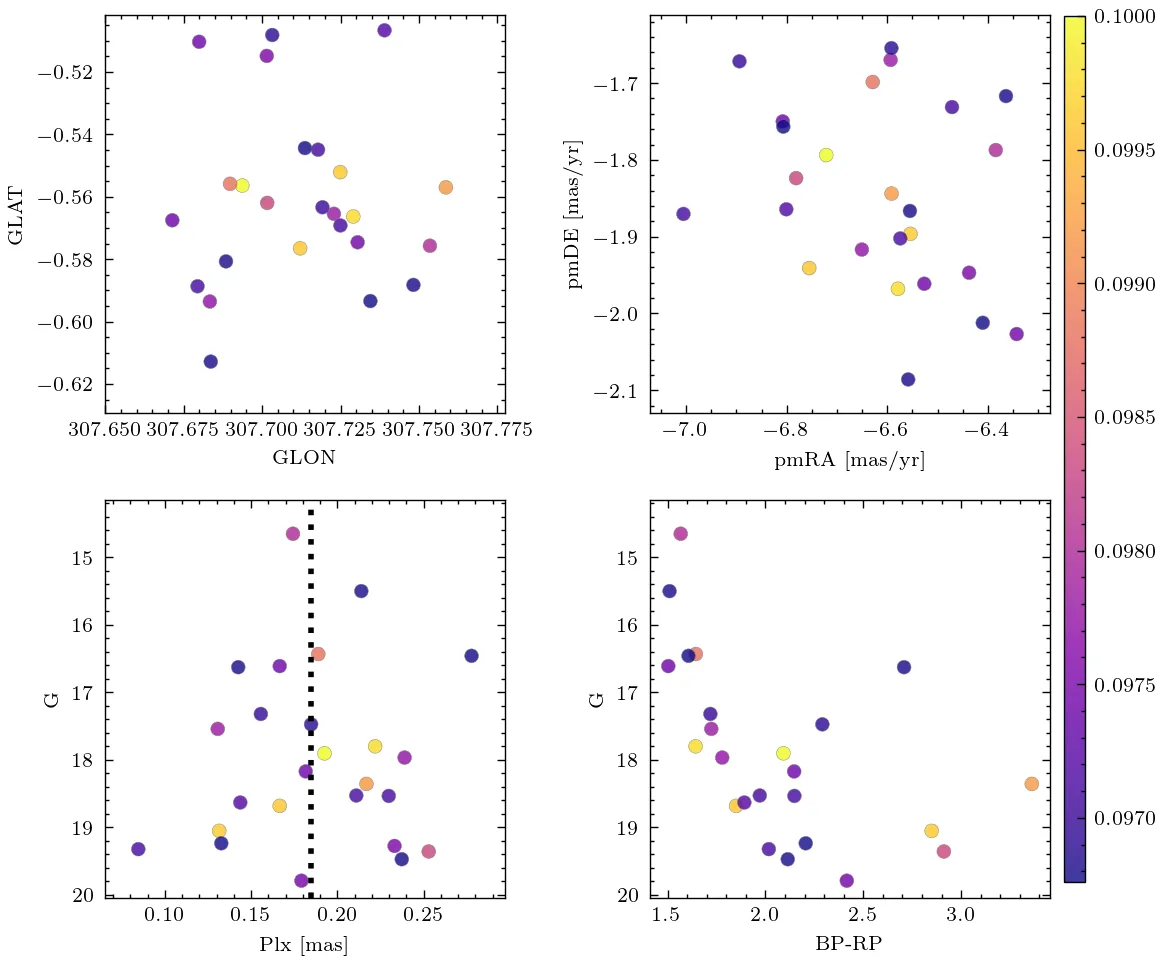 −0.52
−0.54
−0.56
−0.58
−0.60
−0.62
GLAT
307.650 307.675 307.700 307.725 307.750 307.775
GLON
−1.7
−1.8
−1.9
−2.0
−2.1
pmDE [mas/yr]
−7.0 −6.8 −6.6 −6.4
pmRA [mas/yr]
15
16
17
18
19
20
G
0.10 0.15 0.20 0.25
Plx [mas]
15
16
17
18
19
20
G
1.5 2.0 2.5 3.0
BP-RP
0.1000
0.0995
0.0990
0.0985
0.0980
0.0975
0.0970